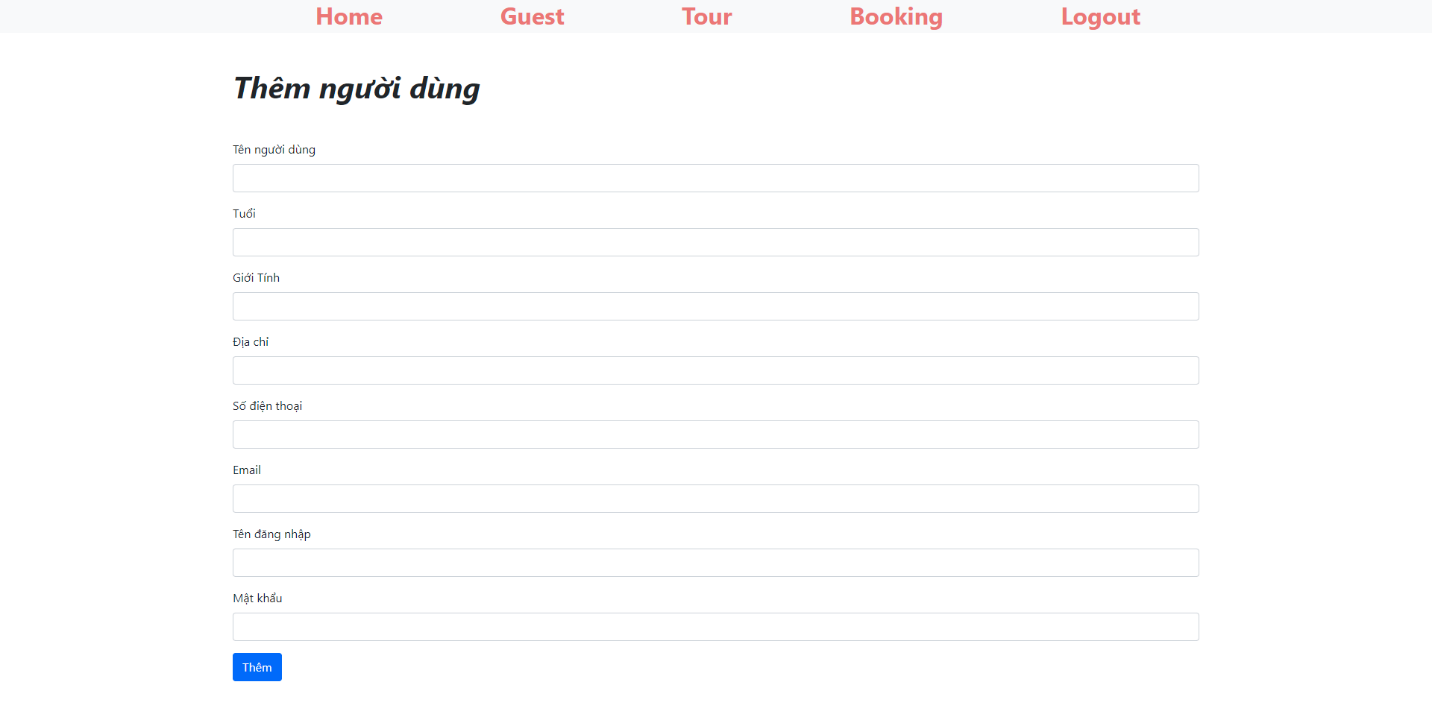 Home Guest Tour Booking Logout
Thêm người dùng
Tên người dùng
Tuổi
Giới Tính
Địa chỉ
Số điện thoại
Email
Tên đăng nhập
Mật khẩu
Thêm